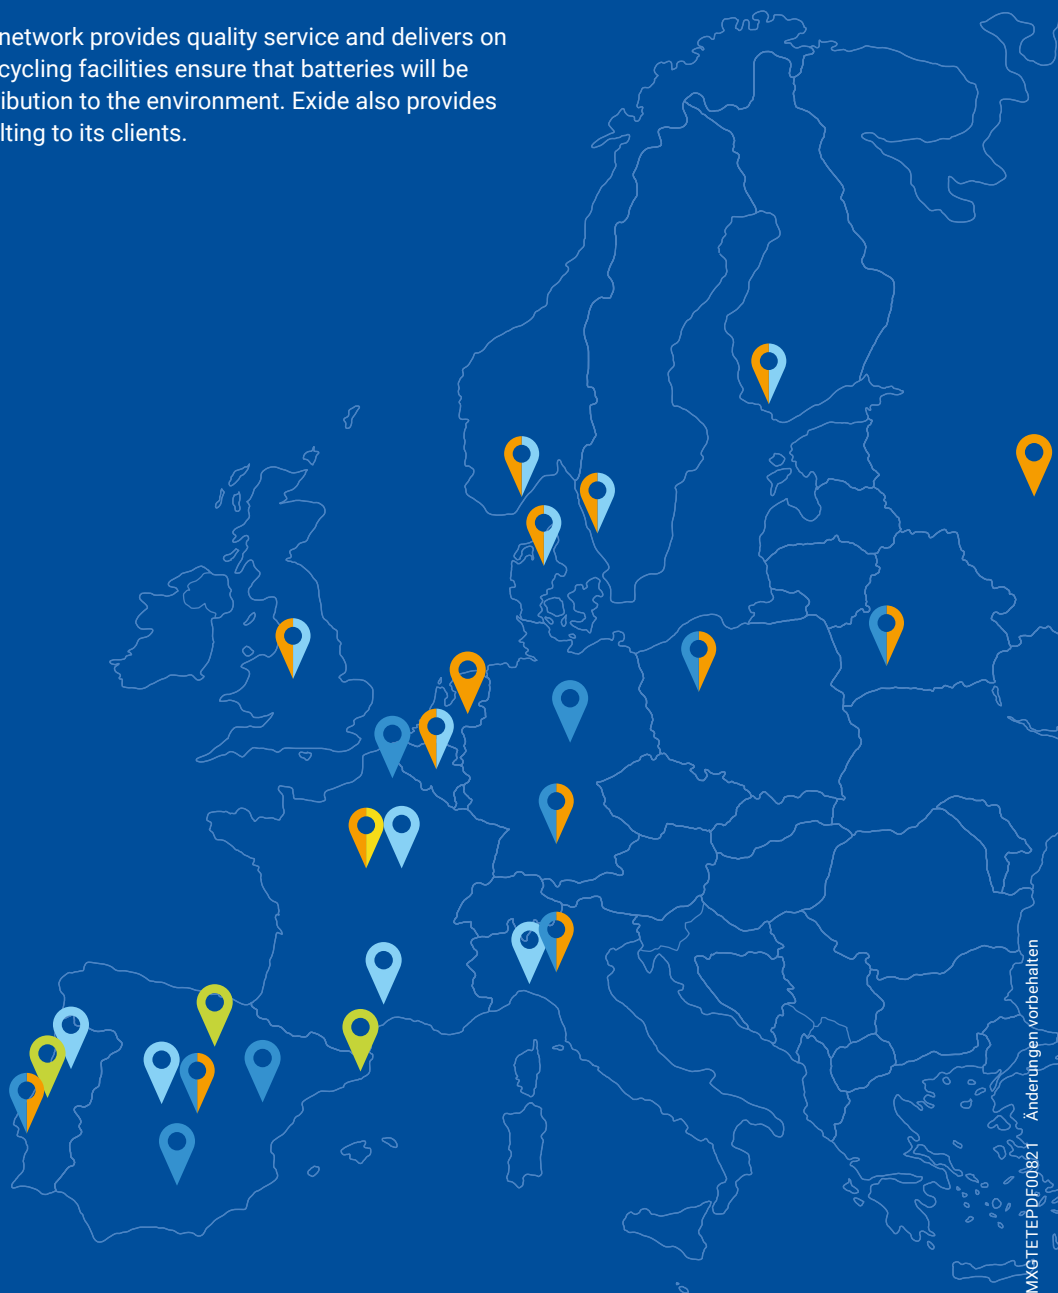 network provides quality service and delivers on
cycling facilities ensure that batteries will be
ibution to the environment. Exide also provides
lting to its clients.
MXGTETEPDF00821 Änderungen vorbehalten